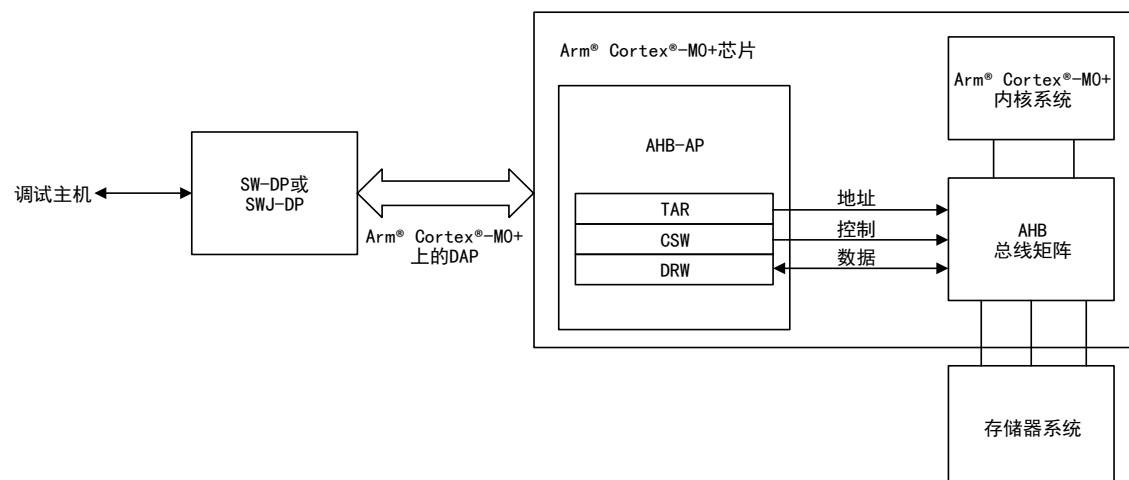 Arm® Cortex®-M0+芯片
Arm® Cortex®-M0+
内核系统
AHB-AP
调试主机
SW-DP或
SWJ-DP
Arm® Cortex®-M0+
上的DAP
TAR
CSW
DRW
地址
控制
数据
AHB
总线矩阵
存储器系统